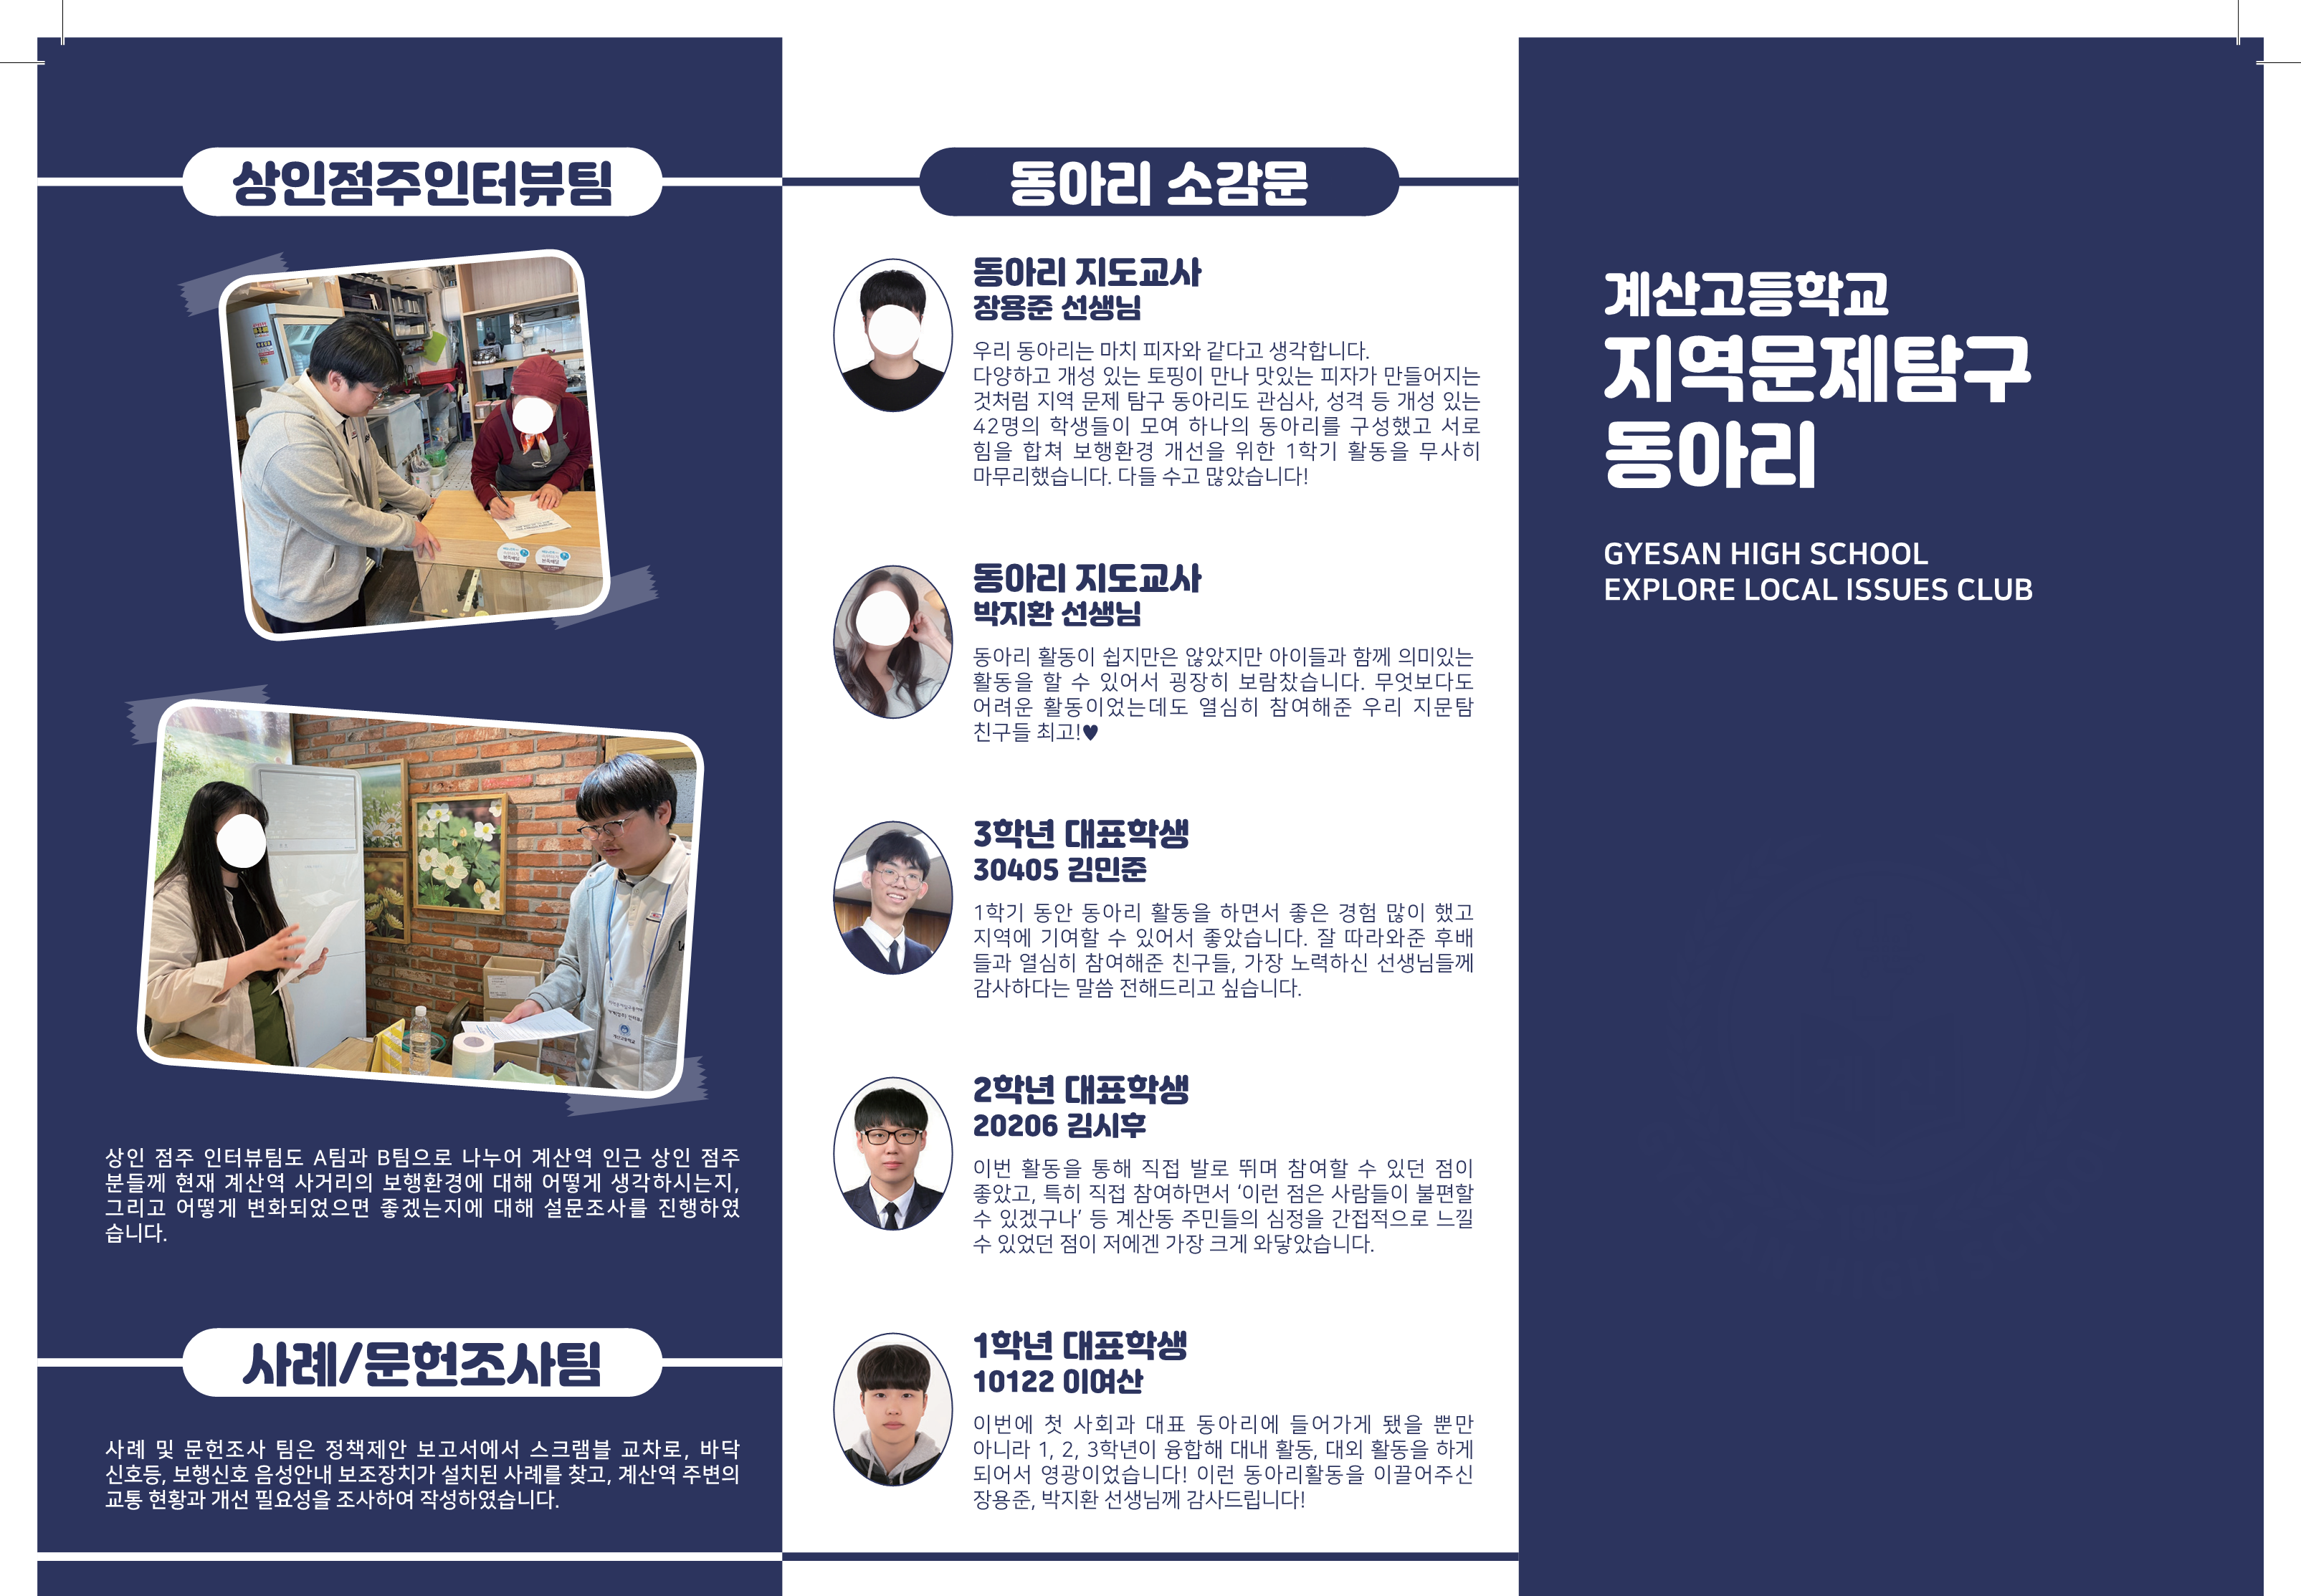 상인점주인터뷰팀
상인 점주 인터뷰팀도 A팀과 B팀으로 나누어 계산역 인근 상인 점주
분들께 현재 계산역 사거리의 보행환경에 대해 어떻게 생각하시는지,
그리고 어떻게 변화되었으면 좋겠는지에 대해 설문조사를 진행하였
습니다.
사례/문헌조사팀
사례 및 문헌조사 팀은 정책제안 보고서에서 스크램블 교차로, 바닥
신호등, 보행신호 음성안내 보조장치가 설치된 사례를 찾고, 계산역 주변의
교통 현황과 개선 필요성을 조사하여 작성하였습니다.
동아리 소감문
동아리 지도교사
장용준 선생님
우리 동아리는 마치 피자와 같다고 생각합니다.
다양하고 개성 있는 토핑이 만나 맛있는 피자가 만들어지는
것처럼 지역 문제 탐구 동아리도 관심사, 성격 등 개성 있는
42명의 학생들이 모여 하나의 동아리를 구성했고 서로
힘을 합쳐 보행환경 개선을 위한 1학기 활동을 무사히
마무리했습니다. 다들 수고 많았습니다!
동아리 지도교사
박지환 선생님
동아리 활동이 쉽지만은 않았지만 아이들과 함께 의미있는
활동을 할 수 있어서 굉장히 보람찼습니다. 무엇보다도
어려운 활동이었는데도 열심히 참여해준 우리 지문탐
친구들 최고!♥
3학년 대표학생
30405 김민준
1학기 동안 동아리 활동을 하면서 좋은 경험 많이 했고
지역에 기여할 수 있어서 좋았습니다. 잘 따라와준 후배
들과 열심히 참여해준 친구들, 가장 노력하신 선생님들께
감사하다는 말씀 전해드리고 싶습니다.
2학년 대표학생
20206 김시후
이번 활동을 통해 직접 발로 뛰며 참여할 수 있던 점이
좋았고, 특히 직접 참여하면서 ‘이런 점은 사람들이 불편할
수 있겠구나’ 등 계산동 주민들의 심정을 간접적으로 느낄
수 있었던 점이 저에겐 가장 크게 와닿았습니다.
1학년 대표학생
10122 이여산
이번에 첫 사회과 대표 동아리에 들어가게 됐을 뿐만
아니라 1, 2, 3학년이 융합해 대내 활동, 대외 활동을 하게
되어서 영광이었습니다! 이런 동아리활동을 이끌어주신
장용준, 박지환 선생님께 감사드립니다!
계산고등학교
지역문제탐구
동아리
GYESAN HIGH SCHOOL
EXPLORE LOCAL ISSUES CLUB